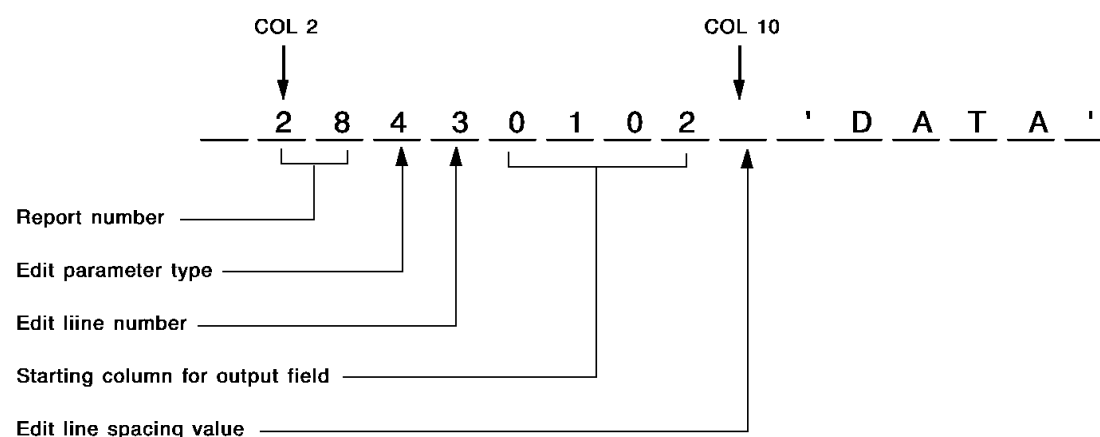 COL 2 COL 10
2 8 4 3 0 1 0 2 ' D A T A '
Report number
Edit parameter type
Edit liine number
Starting column for output field
Edit line spacing value